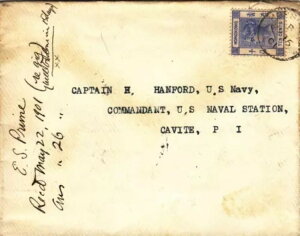 CAPTAIN H. HANFORD, U S Navy,
COMMANDANT, U.S NAVAL STATION,
CAVITE, P I
E. S. Prime
Recd May 22, 1901
Ans " 26 "